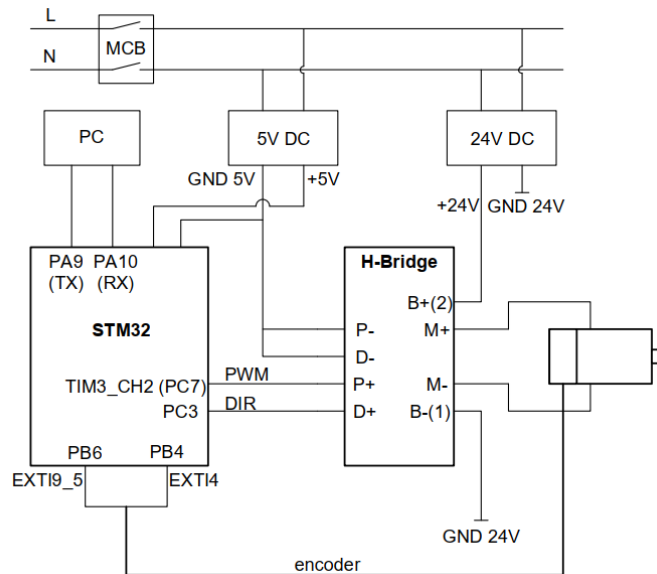 L
MCB
N
PC
5V DC
24V DC
GND 5V
+5V
+24V
GND 24V
PA9
(TX)
PA10
(RX)
STM32
H-Bridge
B+(2)
P-
M+
D-
PWM
TIM3_CH2 (PC7)
P+
M-
DIR
PC3
D+
B-(1)
PB6
PB4
EXTI9_5
EXTI4
GND 24V
encoder